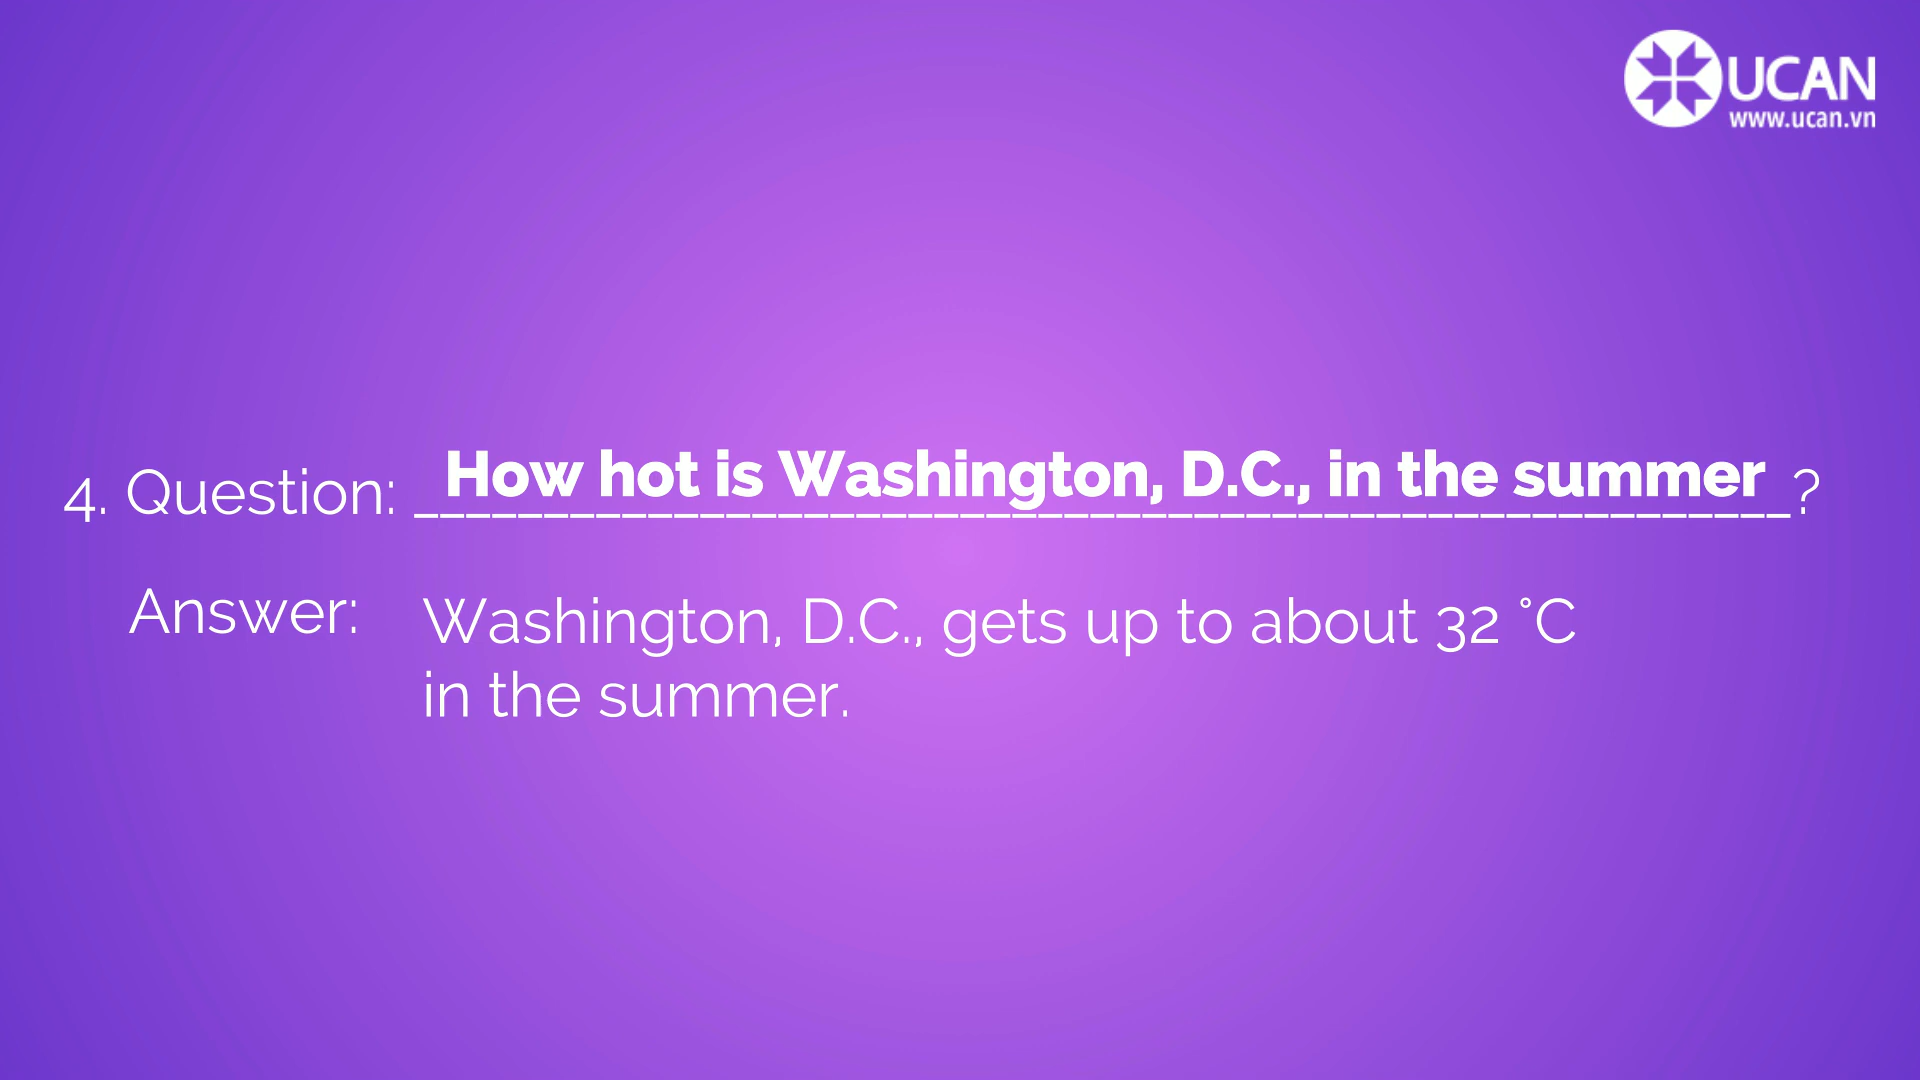 UCAN
www.ucan.vn
4. Question: How hot is Washington, D.C., in the summer?
Answer: Washington, D.C., gets up to about 32 °C
in the summer.